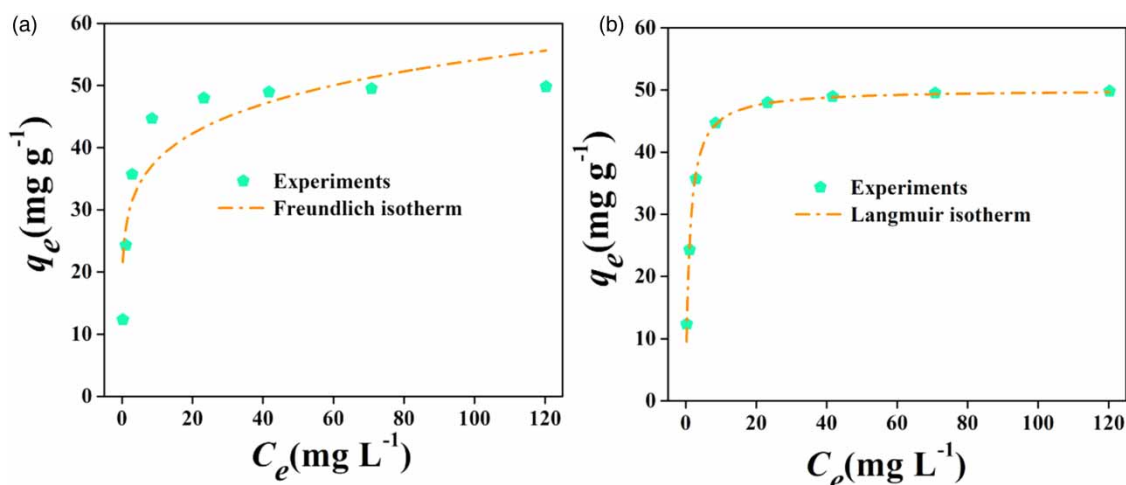 (a)
60
50
40
30
20
10
0
q_e(mg g^-1)
Experiments
Freundlich isotherm
0 20 40 60 80 100 120
C_e(mg L^-1)
(b)
60
50
40
30
20
10
0
q_e(mg g^-1)
Experiments
Langmuir isotherm
0 20 40 60 80 100 120
C_e(mg L^-1)